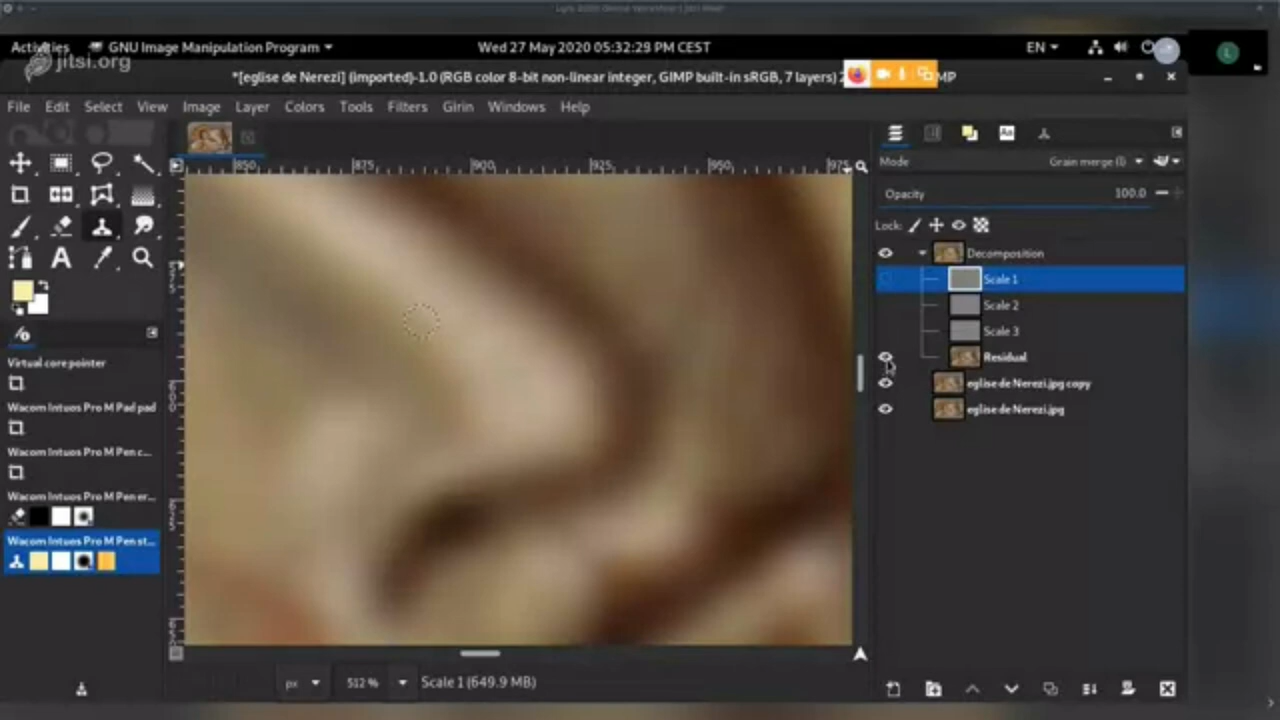 Activities GNU Image Manipulation Program Wed 27 May 2020 05:32:29 PM CEST EN
jitsi.org
L
*[eglise de Nerezi] (imported)-1.0 (RGB color 8-bit non-linear integer, GIMP built-in sRGB, 7 layers) MP
File Edit Select View Image Layer Colors Tools Filters Girin Windows Help
850 875 900 925 950 975
Mode Grain merge (l)
Opacity 100.0
Lock:
Decomposition
Scale 1
Scale 2
Scale 3
Residual
eglise de Nerezi.jpg copy
eglise de Nerezi.jpg
Virtual core pointer
Wacom Intuos Pro M Pad pad
Wacom Intuos Pro M Pen c...
Wacom Intuos Pro M Pen er...
Wacom Intuos Pro M Pen st...
px 512 % Scale 1 (649.9 MB)